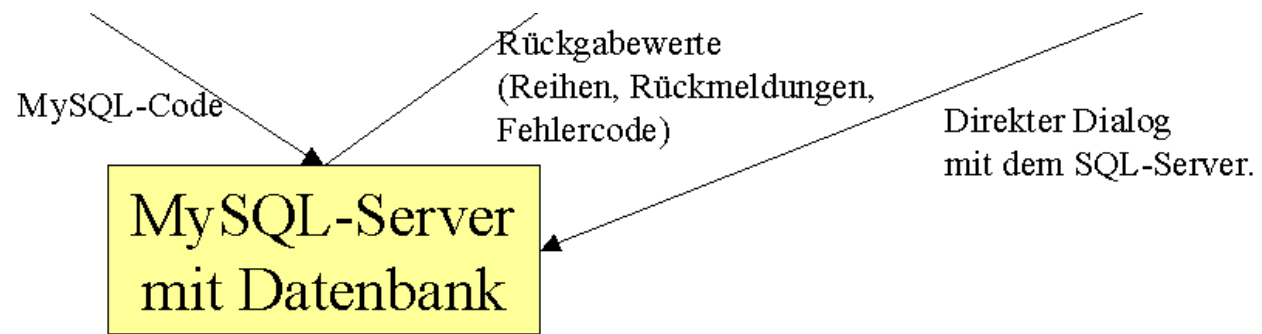 Rückgabewerte
(Reihen, Rückmeldungen,
Fehlercode)
MySQL-Code
Direkter Dialog
mit dem SQL-Server.
MySQL-Server
mit Datenbank